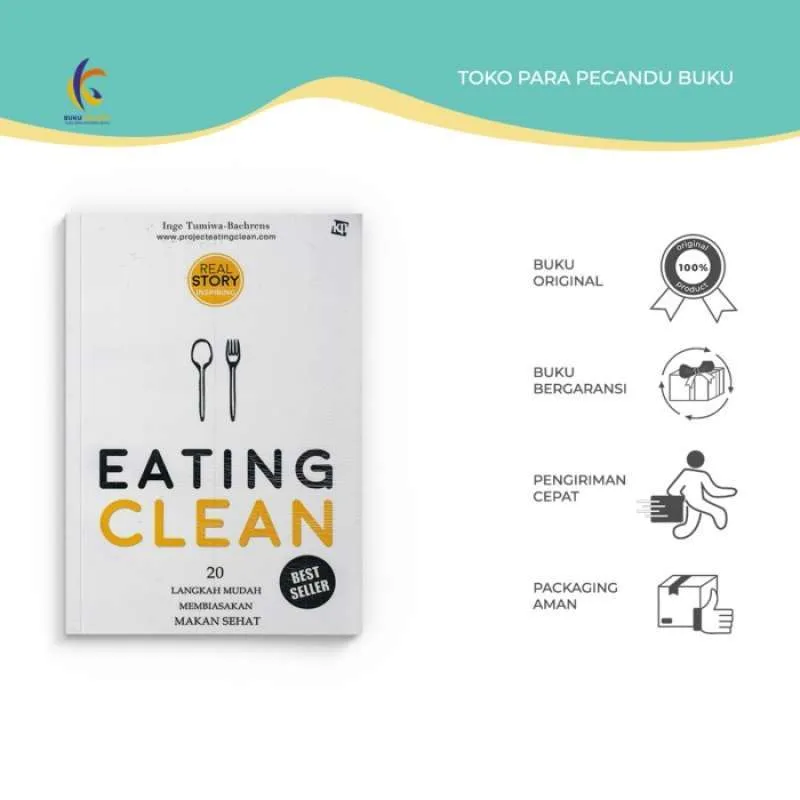 TOKO PARA PECANDU BUKU
BUKU
Inge Tumiwa-Bachrens
www.projecteatingclean.com
kp
REAL
STORY
INSPIRING
EATING
CLEAN
20
LANGKAH MUDAH
MEMBIASAKAN
MAKAN SEHAT
BEST
SELLER
BUKU
ORIGINAL
original
100%
product
BUKU
BERGARANSI
PENGIRIMAN
CEPAT
PACKAGING
AMAN